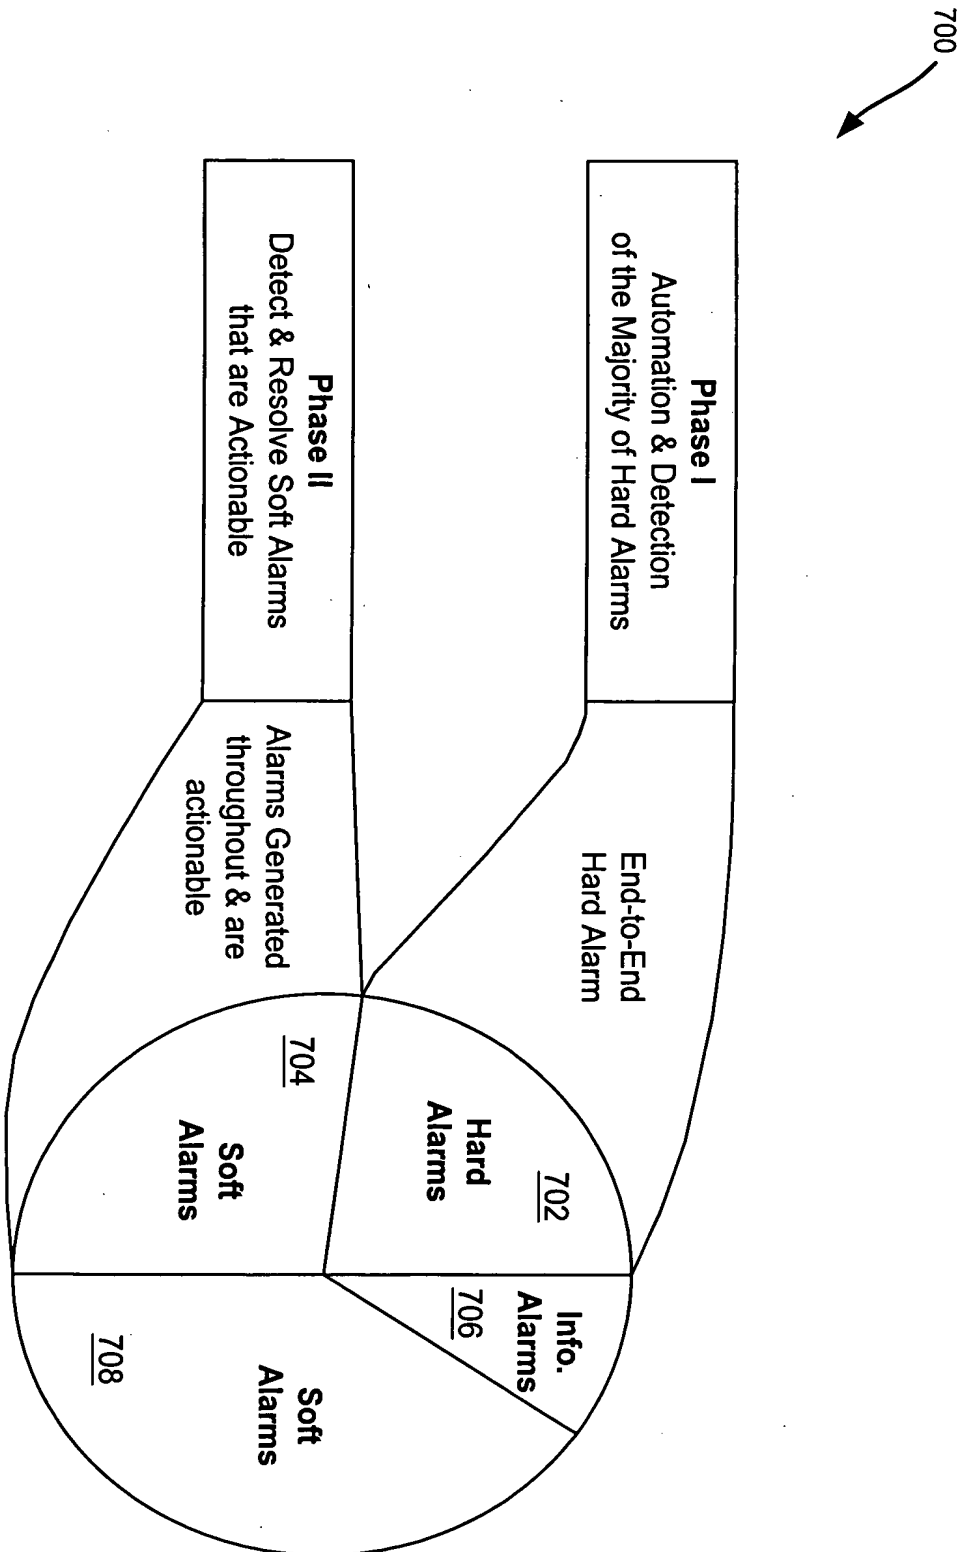 700
Phase I
Automation & Detection
of the Majority of Hard Alarms
End-to-End
Hard Alarm
Phase II
Detect & Resolve Soft Alarms
that are Actionable
Alarms Generated
throughout & are
actionable
702
Hard
Alarms
704
Soft
Alarms
Info.
Alarms
706
Soft
Alarms
708